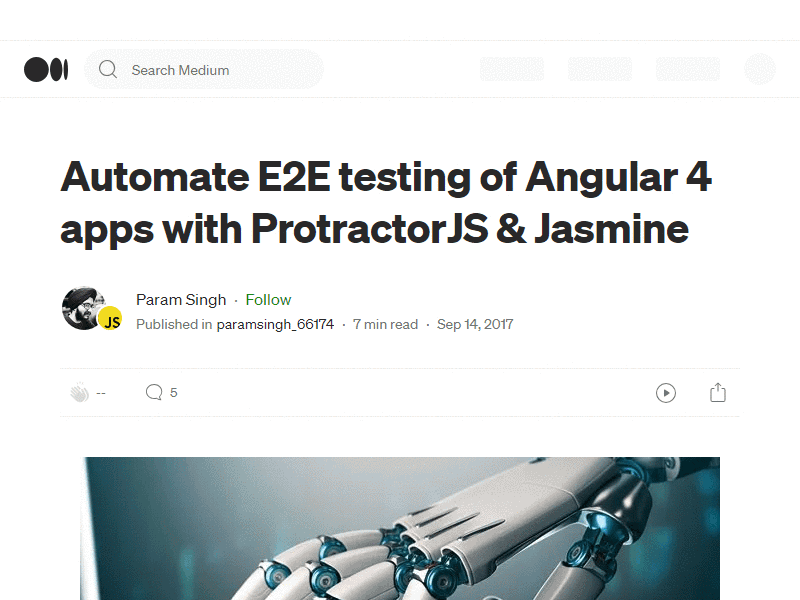 Search Medium
Automate E2E testing of Angular 4
apps with ProtractorJS & Jasmine
Param Singh · Follow
JS
Published in paramsingh_66174 · 7 min read · Sep 14, 2017
-- 5